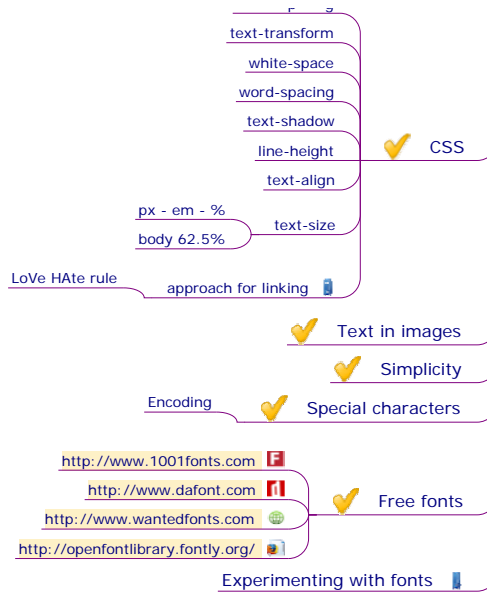 text-transform
white-space
word-spacing
text-shadow
line-height
CSS
text-align
px - em - %
text-size
body 62.5%
LoVe HAte rule
approach for linking
Text in images
Simplicity
Encoding
Special characters
http://www.1001fonts.com
http://www.dafont.com
Free fonts
http://www.wantedfonts.com
http://openfontlibrary.fontly.org/
Experimenting with fonts